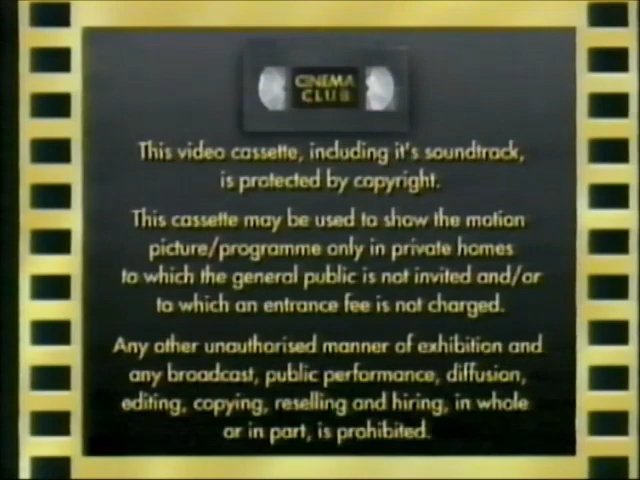 CINEMA
CLUB
This video cassette, including it's soundtrack,
is protected by copyright.
This cassette may be used to show the motion
picture/programme only in private homes
to which the general public is not invited and/or
to which an entrance fee is not charged.
Any other unauthorised manner of exhibition and
any broadcast, public performance, diffusion,
editing, copying, reselling and hiring, in whole
or in part, is prohibited.